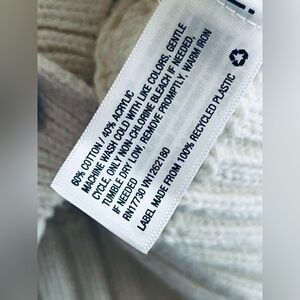 60% COTTON / 40% ACRYLIC
MACHINE WASH COLD WITH LIKE COLORS, GENTLE
CYCLE, ONLY NON-CHLORINE BLEACH IF NEEDED,
TUMBLE DRY LOW, REMOVE PROMPTLY, WARM IRON
IF NEEDED
RN17730 VN1262180
LABEL MADE FROM 100% RECYCLED PLASTIC